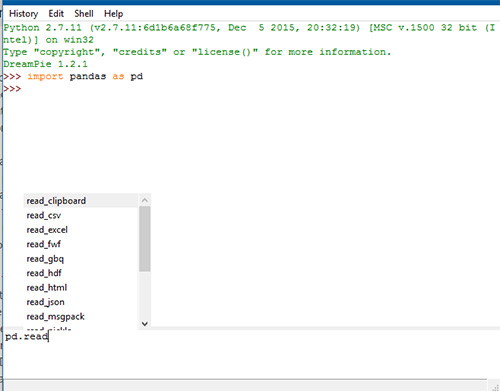 History Edit Shell Help
Python 2.7.11 (v2.7.11:6d1b6a68f775, Dec  5 2015, 20:32:19) [MSC v.1500 32 bit (I
ntel)] on win32
Type "copyright", "credits" or "license()" for more information.
DreamPie 1.2.1
>>> import pandas as pd
>>>
read_clipboard
read_csv
read_excel
read_fwf
read_gbq
read_hdf
read_html
read_json
read_msgpack
pd.read